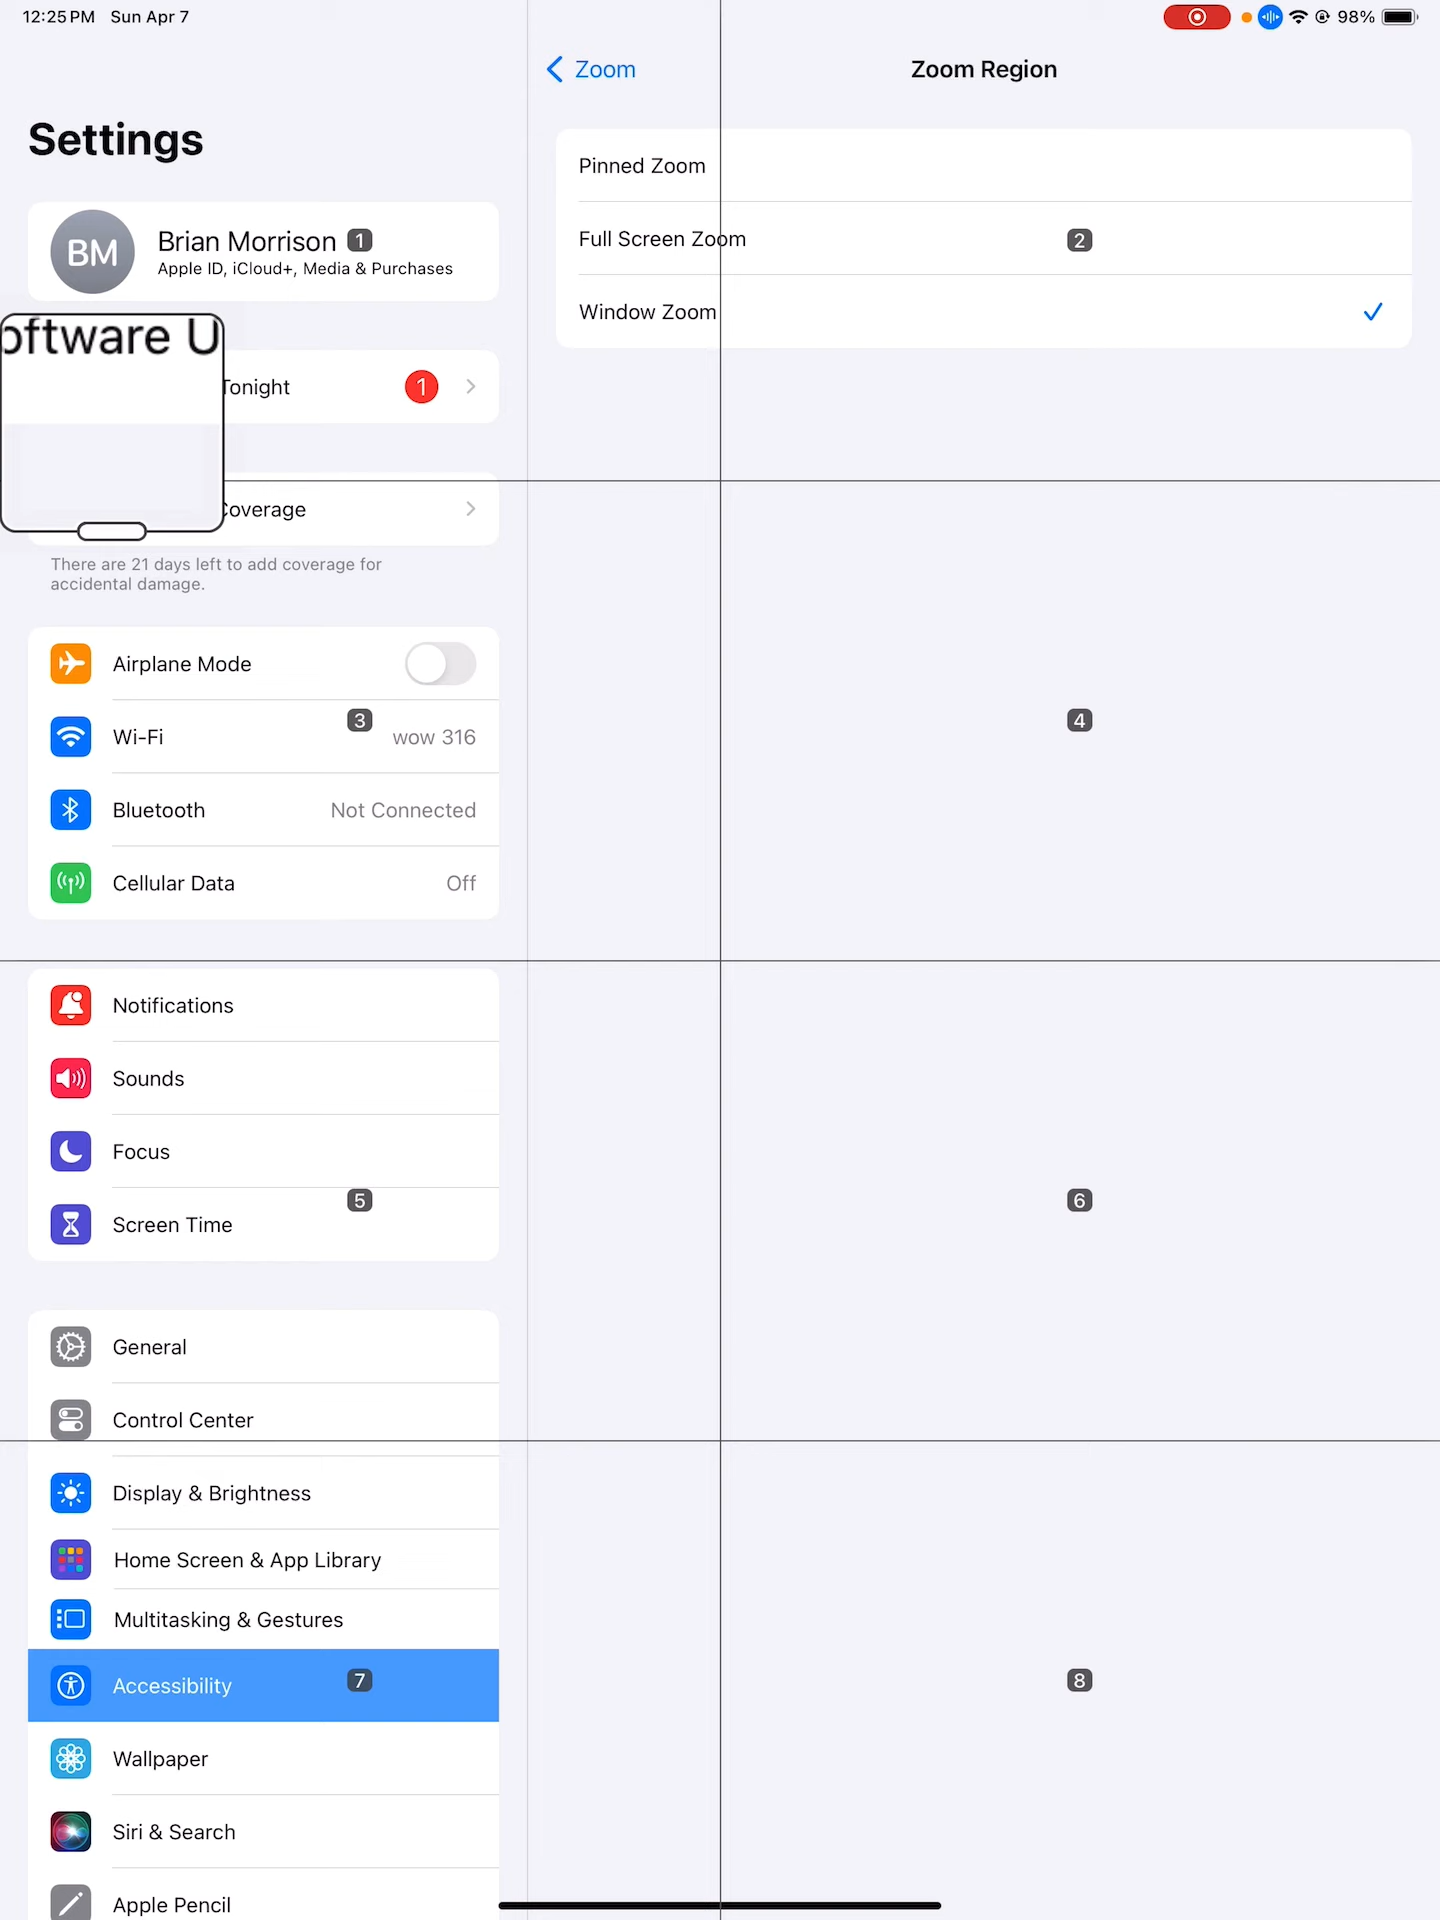 12:25 PM Sun Apr 7
98%
Settings
BM
Brian Morrison 1
Apple ID, iCloud+, Media & Purchases
oftware U
Tonight
1
Coverage
There are 21 days left to add coverage for
accidental damage.
Airplane Mode
3
Wi-Fi
wow 316
Bluetooth
Not Connected
Cellular Data
Off
Notifications
Sounds
Focus
5
Screen Time
General
Control Center
Display & Brightness
Home Screen & App Library
Multitasking & Gestures
Accessibility
7
Wallpaper
Siri & Search
Apple Pencil
Zoom
Zoom Region
Pinned Zoom
Full Screen Zoom
2
Window Zoom
4
6
8